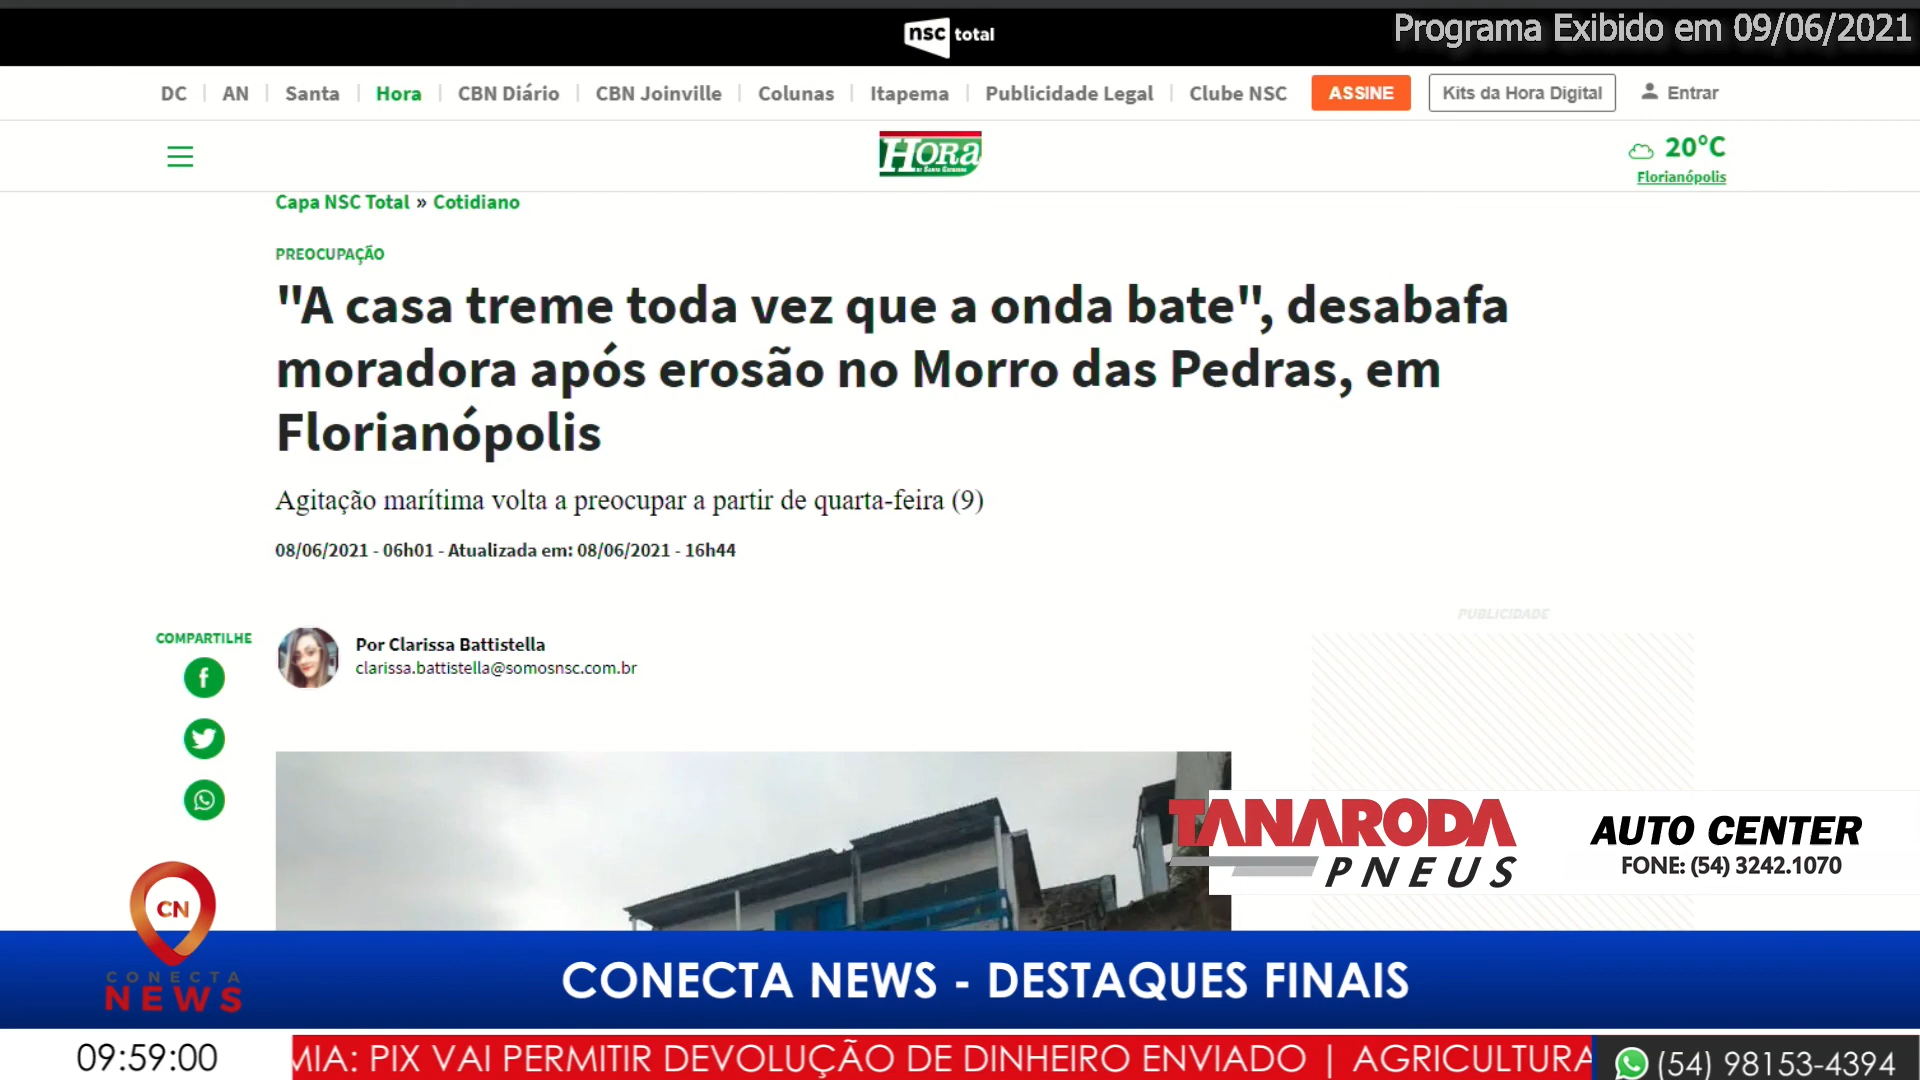 nsc total
Programa Exibido em 09/06/2021
DC | AN | Santa | Hora | CBN Diário | CBN Joinville | Colunas | Itapema | Publicidade Legal | Clube NSC ASSINE Kits da Hora Digital Entrar
HORA
DE SANTA CATARINA
20°C
Florianópolis
Capa NSC Total » Cotidiano
PREOCUPAÇÃO
"A casa treme toda vez que a onda bate", desabafa
moradora após erosão no Morro das Pedras, em
Florianópolis
Agitação marítima volta a preocupar a partir de quarta-feira (9)
08/06/2021 - 06h01 - Atualizada em: 08/06/2021 - 16h44
PUBLICIDADE
COMPARTILHE
Por Clarissa Battistella
clarissa.battistella@somosnsc.com.br
TANARODA
PNEUS
AUTO CENTER
FONE: (54) 3242.1070
CN
CONECTA
NEWS
CONECTA NEWS - DESTAQUES FINAIS
09:59:00
MIA: PIX VAI PERMITIR DEVOLUÇÃO DE DINHEIRO ENVIADO | AGRICULTURA
(54) 98153-4394